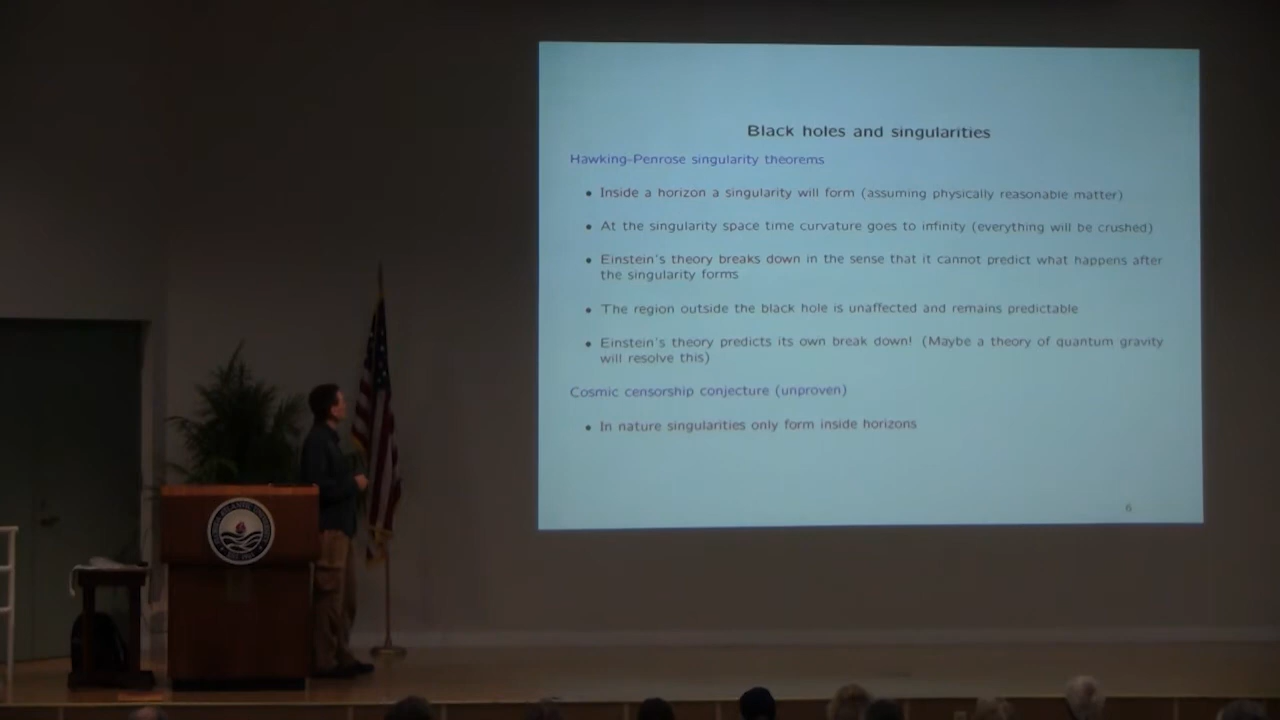 Black holes and singularities
Hawking-Penrose singularity theorems
• Inside a horizon a singularity will form (assuming physically reasonable matter)
• At the singularity space time curvature goes to infinity (everything will be crushed)
• Einstein's theory breaks down in the sense that it cannot predict what happens after
the singularity forms
• The region outside the black hole is unaffected and remains predictable
• Einstein's theory predicts its own break down! (Maybe a theory of quantum gravity
will resolve this)
Cosmic censorship conjecture (unproven)
• In nature singularities only form inside horizons
6
FLORIDA ATLANTIC UNIVERSITY